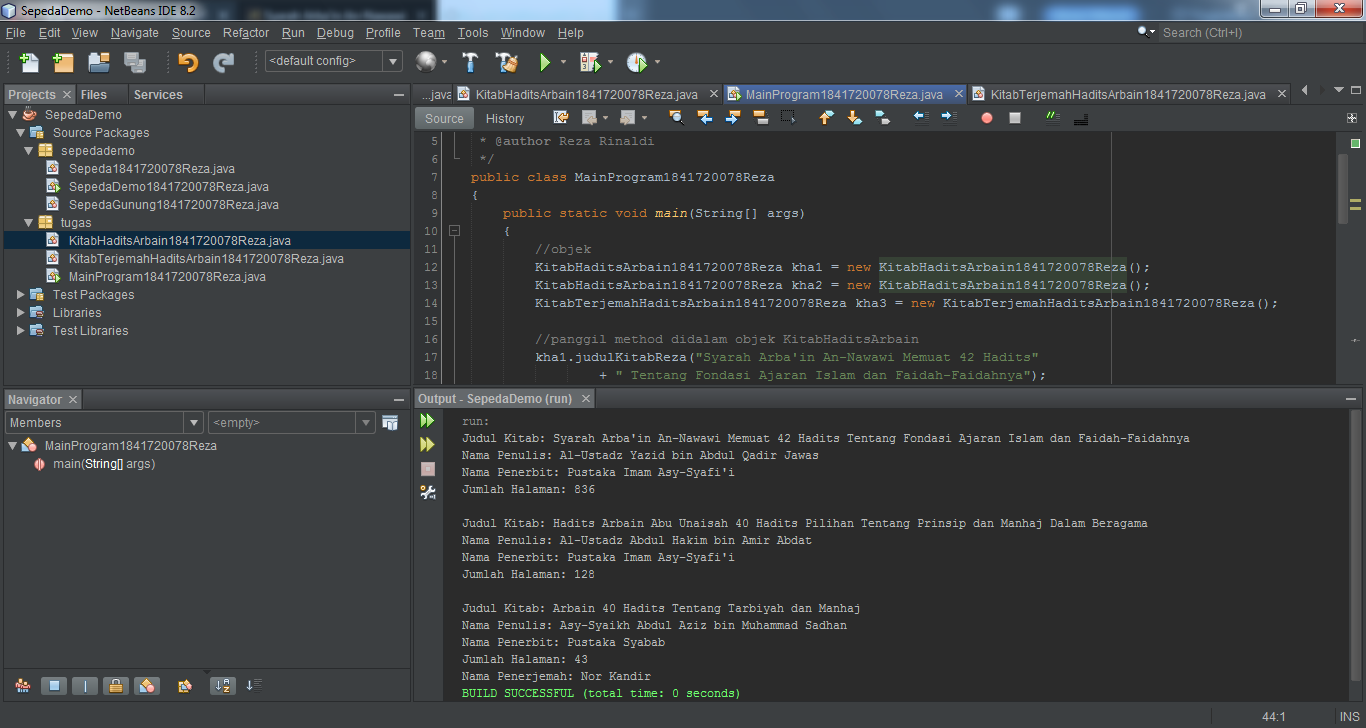 SepedaDemo - NetBeans IDE 8.2
File Edit View Navigate Source Refactor Run Debug Profile Team Tools Window Help
Search (Ctrl+I)
<default config>
Projects Files Services
SepedaDemo
Source Packages
sepedademo
Sepeda1841720078Reza.java
SepedaDemo1841720078Reza.java
SepedaGunung1841720078Reza.java
tugas
KitabHaditsArbain1841720078Reza.java
KitabTerjemahHaditsArbain1841720078Reza.java
MainProgram1841720078Reza.java
Test Packages
Libraries
Test Libraries
Navigator
Members <empty>
MainProgram1841720078Reza
main(String[] args)
...java KitabHaditsArbain1841720078Reza.java MainProgram1841720078Reza.java KitabTerjemahHaditsArbain1841720078Reza.java
Source History
5 * @author Reza Rinaldi
6 */
7 public class MainProgram1841720078Reza
8 {
9 public static void main(String[] args)
10 {
11 //objek
12 KitabHaditsArbain1841720078Reza kha1 = new KitabHaditsArbain1841720078Reza();
13 KitabHaditsArbain1841720078Reza kha2 = new KitabHaditsArbain1841720078Reza();
14 KitabTerjemahHaditsArbain1841720078Reza kha3 = new KitabTerjemahHaditsArbain1841720078Reza();
15
16 //panggil method didalam objek KitabHaditsArbain
17 kha1.judulKitabReza("Syarah Arba'in An-Nawawi Memuat 42 Hadits"
18 + " Tentang Fondasi Ajaran Islam dan Faidah-Faidahnya");
Output - SepedaDemo (run)
run:
Judul Kitab: Syarah Arba'in An-Nawawi Memuat 42 Hadits Tentang Fondasi Ajaran Islam dan Faidah-Faidahnya
Nama Penulis: Al-Ustadz Yazid bin Abdul Qadir Jawas
Nama Penerbit: Pustaka Imam Asy-Syafi'i
Jumlah Halaman: 836
Judul Kitab: Hadits Arbain Abu Unaisah 40 Hadits Pilihan Tentang Prinsip dan Manhaj Dalam Beragama
Nama Penulis: Al-Ustadz Abdul Hakim bin Amir Abdat
Nama Penerbit: Pustaka Imam Asy-Syafi'i
Jumlah Halaman: 128
Judul Kitab: Arbain 40 Hadits Tentang Tarbiyah dan Manhaj
Nama Penulis: Asy-Syaikh Abdul Aziz bin Muhammad Sadhan
Nama Penerbit: Pustaka Syabab
Jumlah Halaman: 43
Nama Penerjemah: Nor Kandir
BUILD SUCCESSFUL (total time: 0 seconds)
44:1 INS